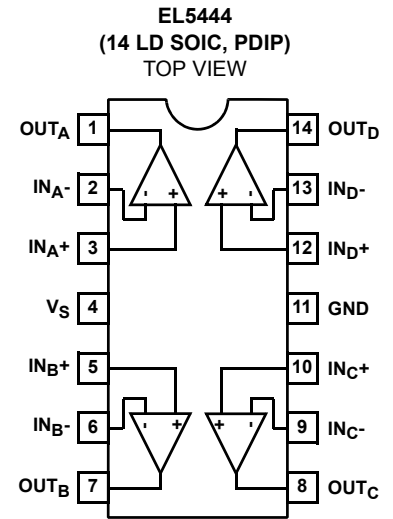 EL5444
(14 LD SOIC, PDIP)
TOP VIEW
OUTA 1 14 OUTD
INA- 2 - + + - 13 IND-
INA+ 3 12 IND+
VS 4 11 GND
INB+ 5 10 INC+
INB- 6 - + + - 9 INC-
OUTB 7 8 OUTC